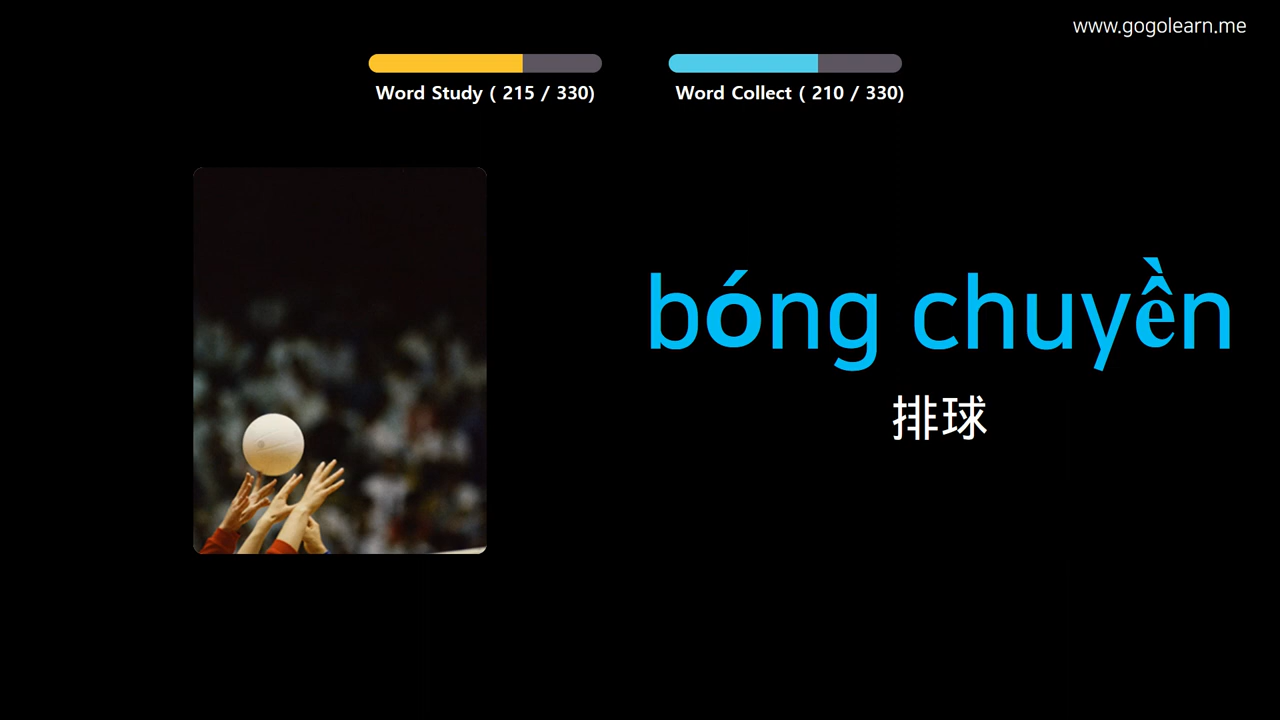 www.gogolearn.me
Word Study ( 215 / 330)
Word Collect ( 210 / 330)
bóng chuyền
排球